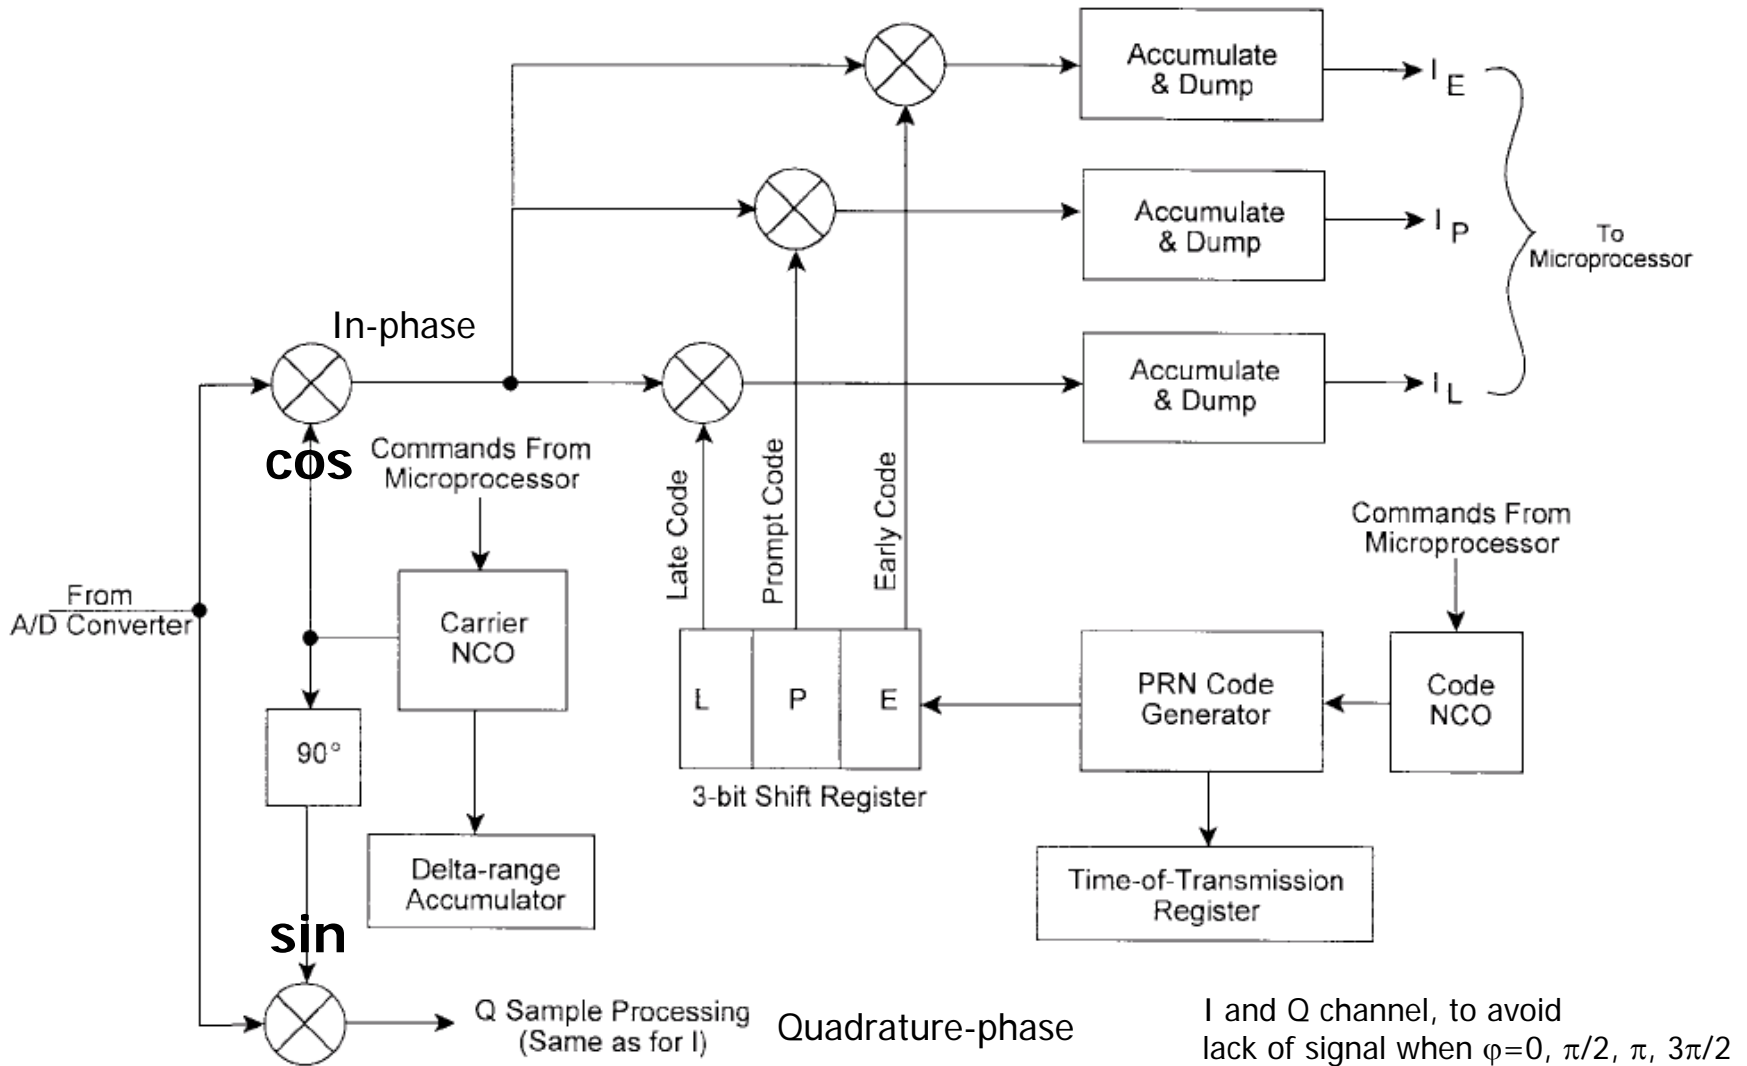 Accumulate
& Dump
I E
Accumulate
& Dump
I P
To
Microprocessor
In-phase
Accumulate
& Dump
I L
cos
Commands From
Microprocessor
Late Code
Prompt Code
Early Code
Commands From
Microprocessor
From
A/D Converter
Carrier
NCO
L P E
PRN Code
Generator
Code
NCO
90°
3-bit Shift Register
Delta-range
Accumulator
Time-of-Transmission
Register
sin
Q Sample Processing
(Same as for I)
Quadrature-phase
I and Q channel, to avoid
lack of signal when φ=0, π/2, π, 3π/2